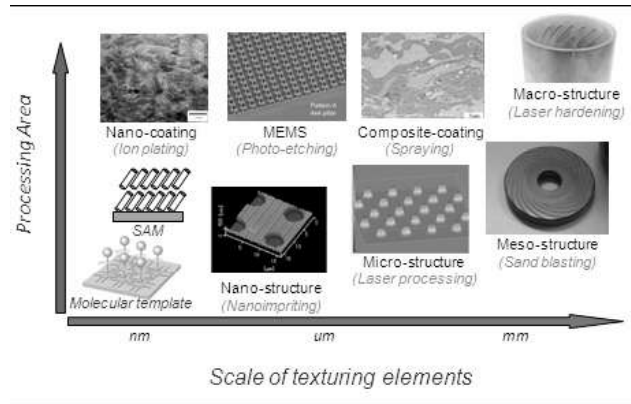 Macro-structure
(Laser hardening)
Nano-coating
(Ion plating)
MEMS
(Photo-etching)
Composite-coating
(Spraying)
SAM
Meso-structure
(Sand blasting)
Micro-structure
(Laser processing)
Nano-structure
(Nanoimpriting)
Molecular template
Processing Area
nm
um
mm
Scale of texturing elements